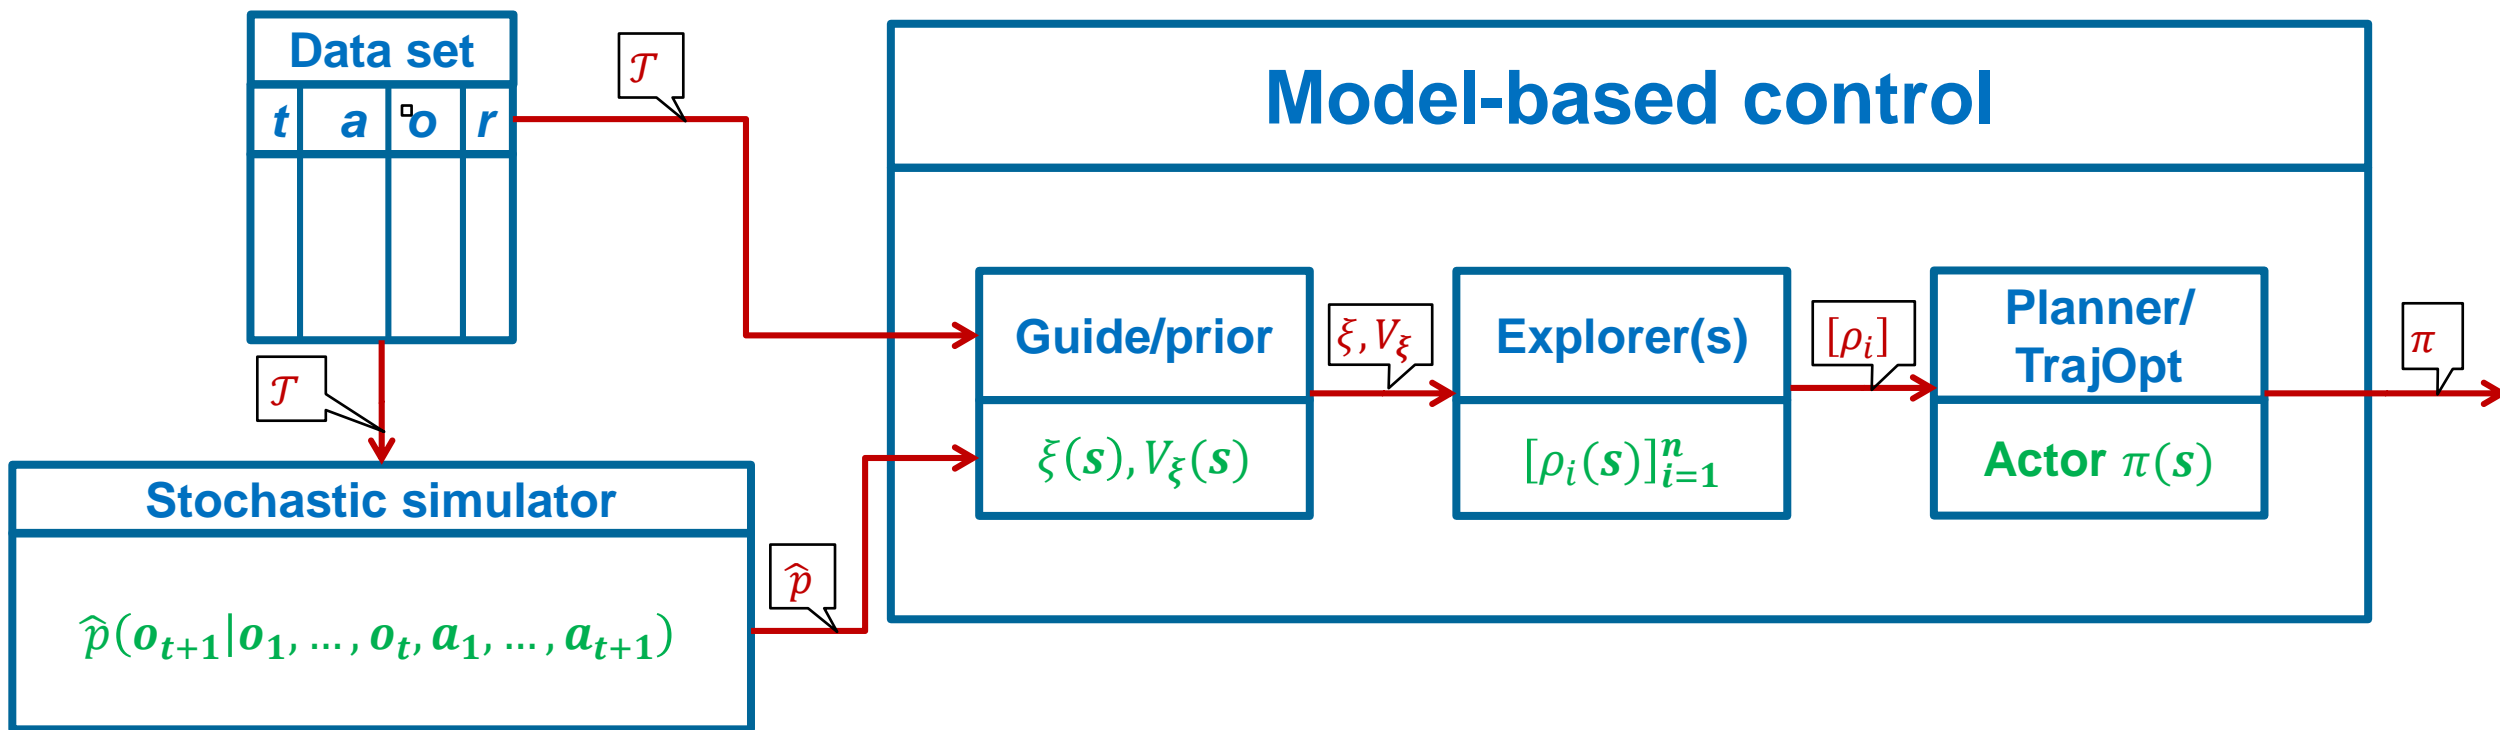 Data set
t a o r
𝒯
Model-based control
𝒯
Guide/prior
ξ, V_ξ
Explorer(s)
[ρ_i]
Planner/
TrajOpt
π
ξ(s), V_ξ(s)
[ρ_i(s)]_{i=1}^n
Actor π(s)
Stochastic simulator
p̂
p̂(o_{t+1}|o_1, …, o_t, a_1, …, a_{t+1})